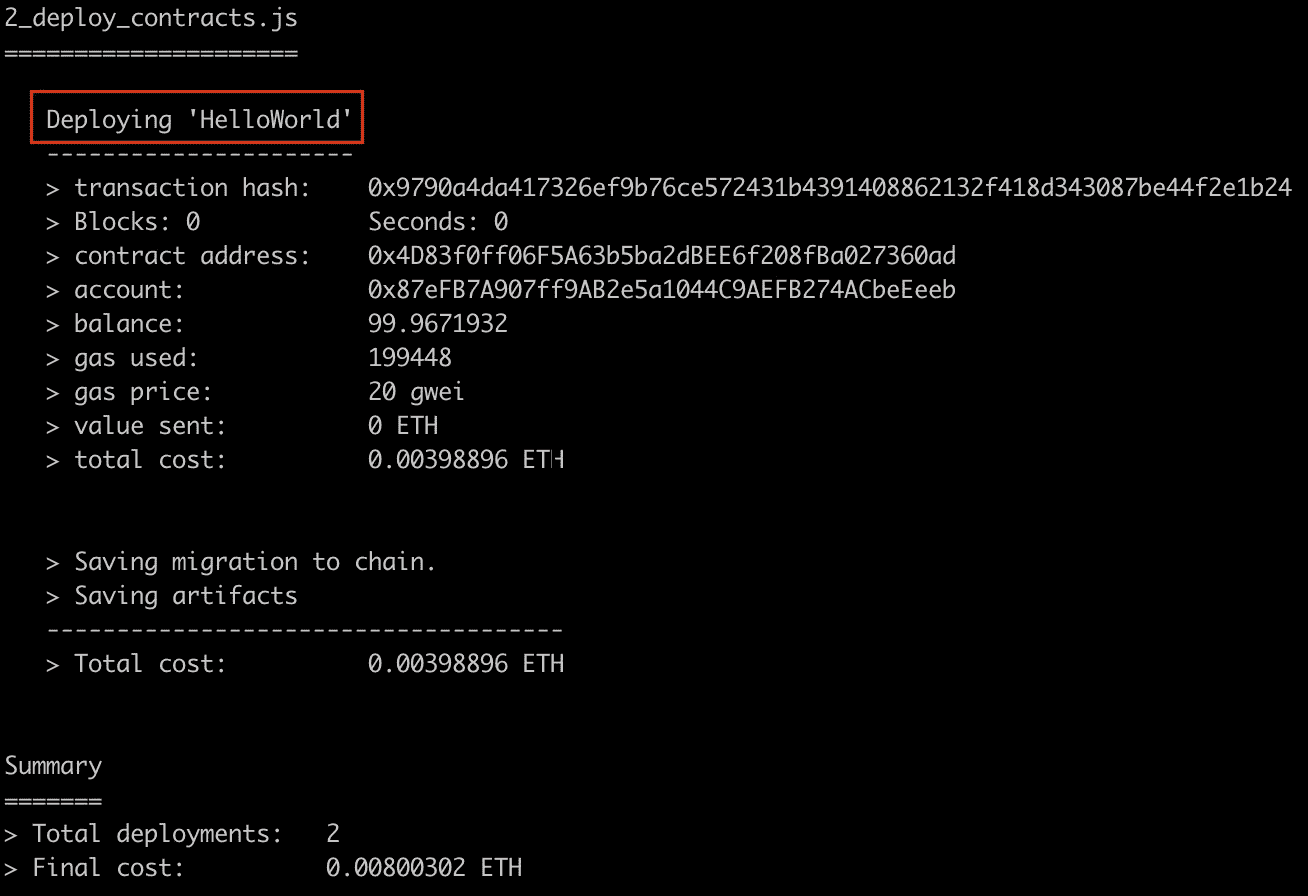 2_deploy_contracts.js
=====================
Deploying 'HelloWorld'
----------------------
> transaction hash:    0x9790a4da417326ef9b76ce572431b4391408862132f418d343087be44f2e1b24
> Blocks: 0            Seconds: 0
> contract address:    0x4D83f0ff06F5A63b5ba2dBEE6f208fBa027360ad
> account:             0x87eFB7A907ff9AB2e5a1044C9AEFB274ACbeEeeb
> balance:             99.9671932
> gas used:            199448
> gas price:           20 gwei
> value sent:          0 ETH
> total cost:          0.00398896 ETH
> Saving migration to chain.
> Saving artifacts
-------------------------------------
> Total cost:          0.00398896 ETH
Summary
=======
> Total deployments:   2
> Final cost:          0.00800302 ETH